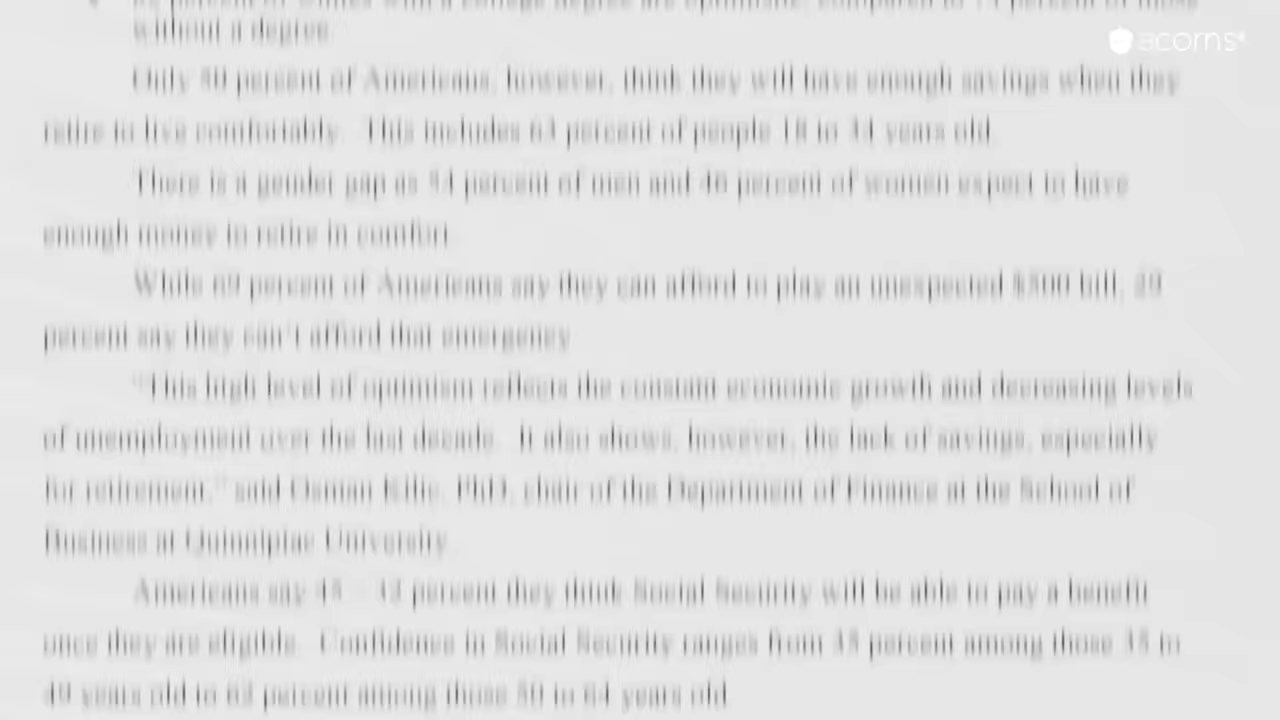 without a degree.
acorns
Only 50 percent of Americans, however, think they will have enough savings when they
retire to live comfortably. This includes 63 percent of people 18 to 34 years old.
There is a gender gap as 54 percent of men and 46 percent of women expect to have
enough money to retire in comfort.
While 69 percent of Americans say they can afford to play an unexpected $500 bill, 29
percent say they can't afford that emergency.
"This high level of optimism reflects the constant economic growth and decreasing levels
of unemployment over the last decade. It also shows, however, the lack of savings, especially
for retirement," said Osman Kilic, PhD, chair of the Department of Finance at the School of
Business at Quinnipiac University.
Americans say percent they think Social Security will be able to pay a benefit
once they are eligible. Confidence in Social Security ranges from percent among those 35 to
49 years old to percent among those 50 to 64 years old.